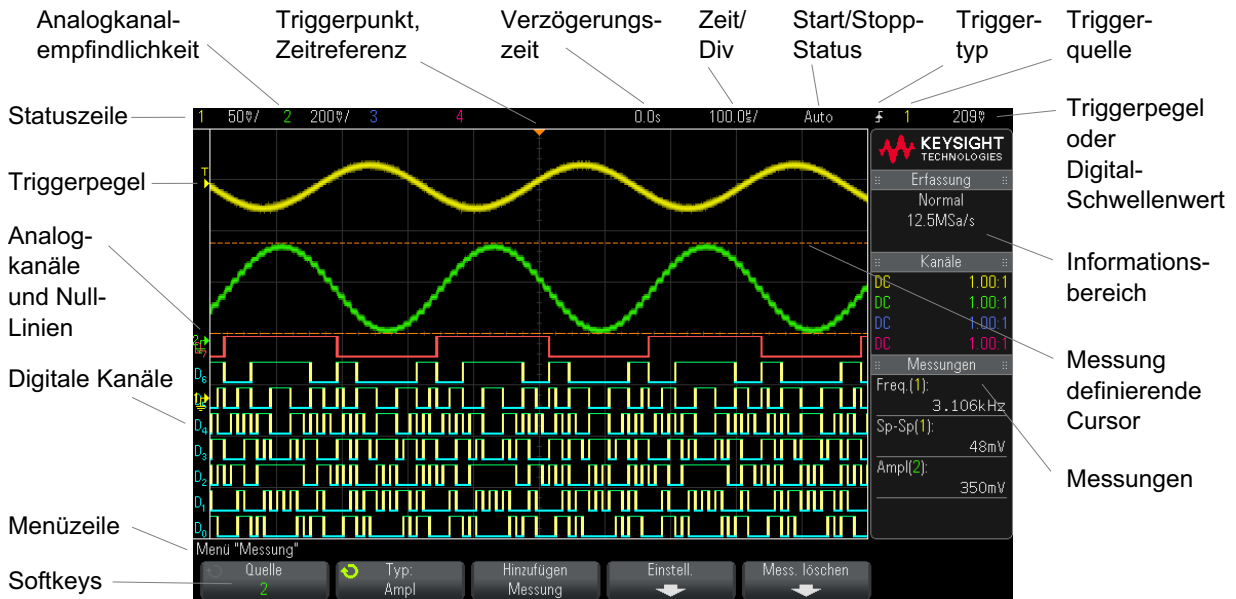 Analogkanal-
empfindlichkeit
Triggerpunkt,
Zeitreferenz
Verzögerungs-
zeit
Zeit/
Div
Start/Stopp-
Status
Trigger-
typ
Trigger-
quelle
Statuszeile
1 50mV/ 2 200mV/ 3 4 0.0s 100.0us/ Auto 1 209mV
Triggerpegel
oder
Digital-
Schwellenwert
KEYSIGHT
TECHNOLOGIES
Erfassung
Normal
12.5MSa/s
T
Triggerpegel
Analog-
kanäle
und Null-
Linien
Informations-
bereich
Kanäle
DC 1.00:1
DC 1.00:1
DC 1.00:1
DC 1.00:1
Digitale Kanäle
D6
D4
D3
D2
D1
D0
Messungen
Freq.(1):
3.106kHz
Sp-Sp(1):
48mV
Ampl(2):
350mV
Messung
definierende
Cursor
Messungen
Menüzeile
Menü "Messung"
Softkeys
Quelle
2
Typ:
Ampl
Hinzufügen
Messung
Einstell.
Mess. löschen